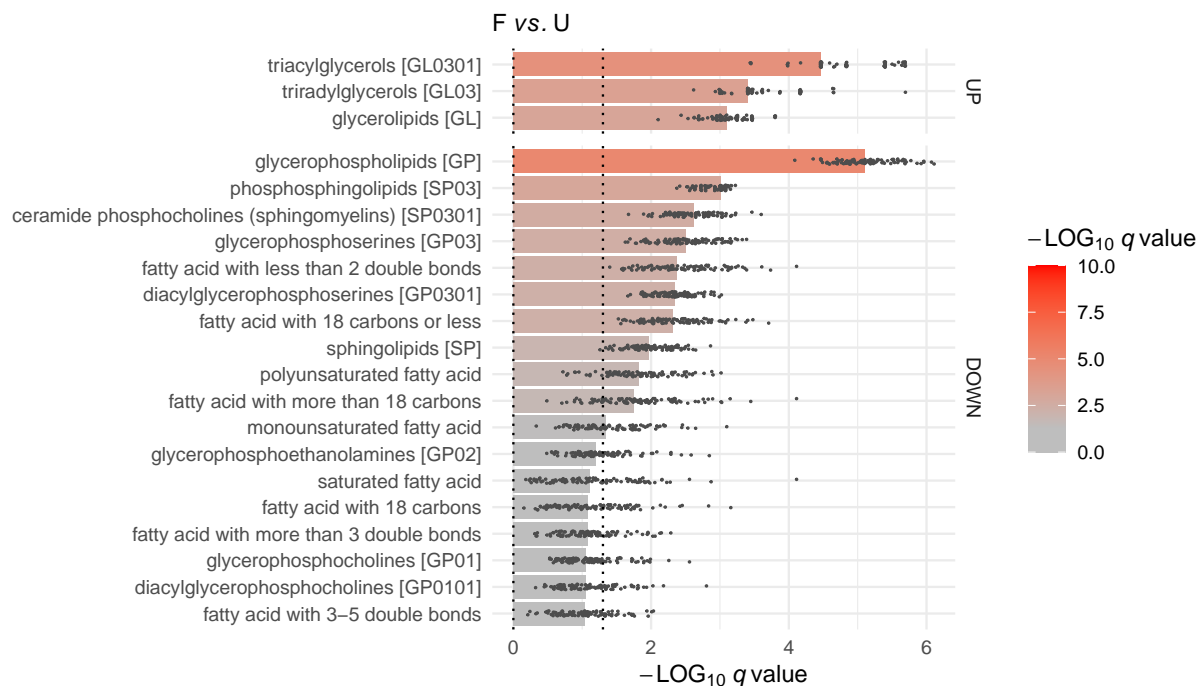 F vs. U
triacylglycerols [GL0301]
triradylglycerols [GL03]
glycerolipids [GL]
UP
glycerophospholipids [GP]
phosphosphingolipids [SP03]
ceramide phosphocholines (sphingomyelins) [SP0301]
glycerophosphoserines [GP03]
fatty acid with less than 2 double bonds
diacylglycerophosphoserines [GP0301]
fatty acid with 18 carbons or less
sphingolipids [SP]
polyunsaturated fatty acid
fatty acid with more than 18 carbons
monounsaturated fatty acid
glycerophosphoethanolamines [GP02]
saturated fatty acid
fatty acid with 18 carbons
fatty acid with more than 3 double bonds
glycerophosphocholines [GP01]
diacylglycerophosphocholines [GP0101]
fatty acid with 3−5 double bonds
DOWN
0 2 4 6
−LOG₁₀ q value
−LOG₁₀ q value
10.0
7.5
5.0
2.5
0.0